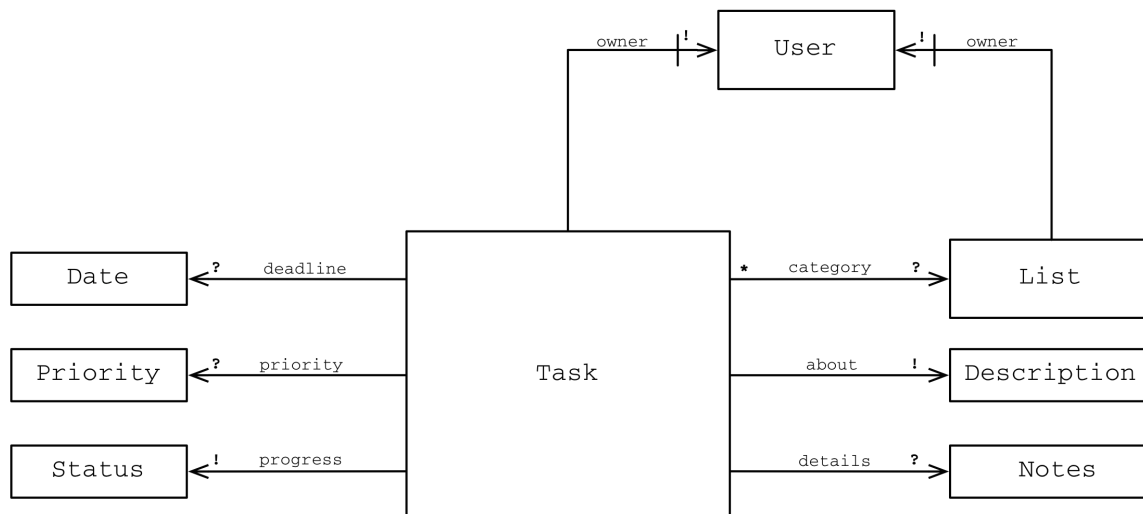 owner ! User ! owner
Date ? deadline * category ? List
Priority ? priority Task about ! Description
Status ! progress details ? Notes